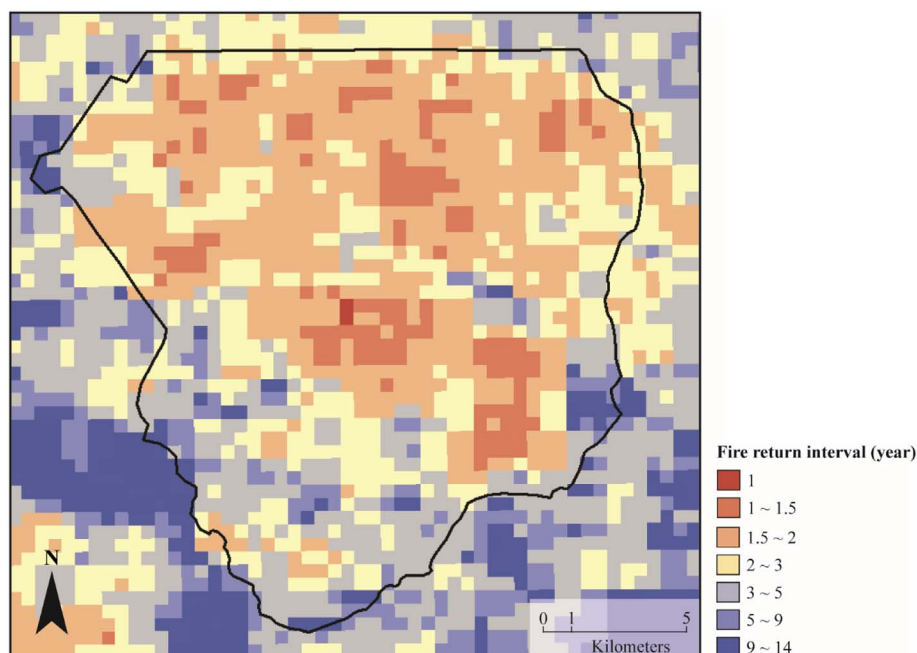 Fire return interval (year)
1
1 ~ 1.5
1.5 ~ 2
2 ~ 3
3 ~ 5
5 ~ 9
9 ~ 14
N
0 1 5
Kilometers